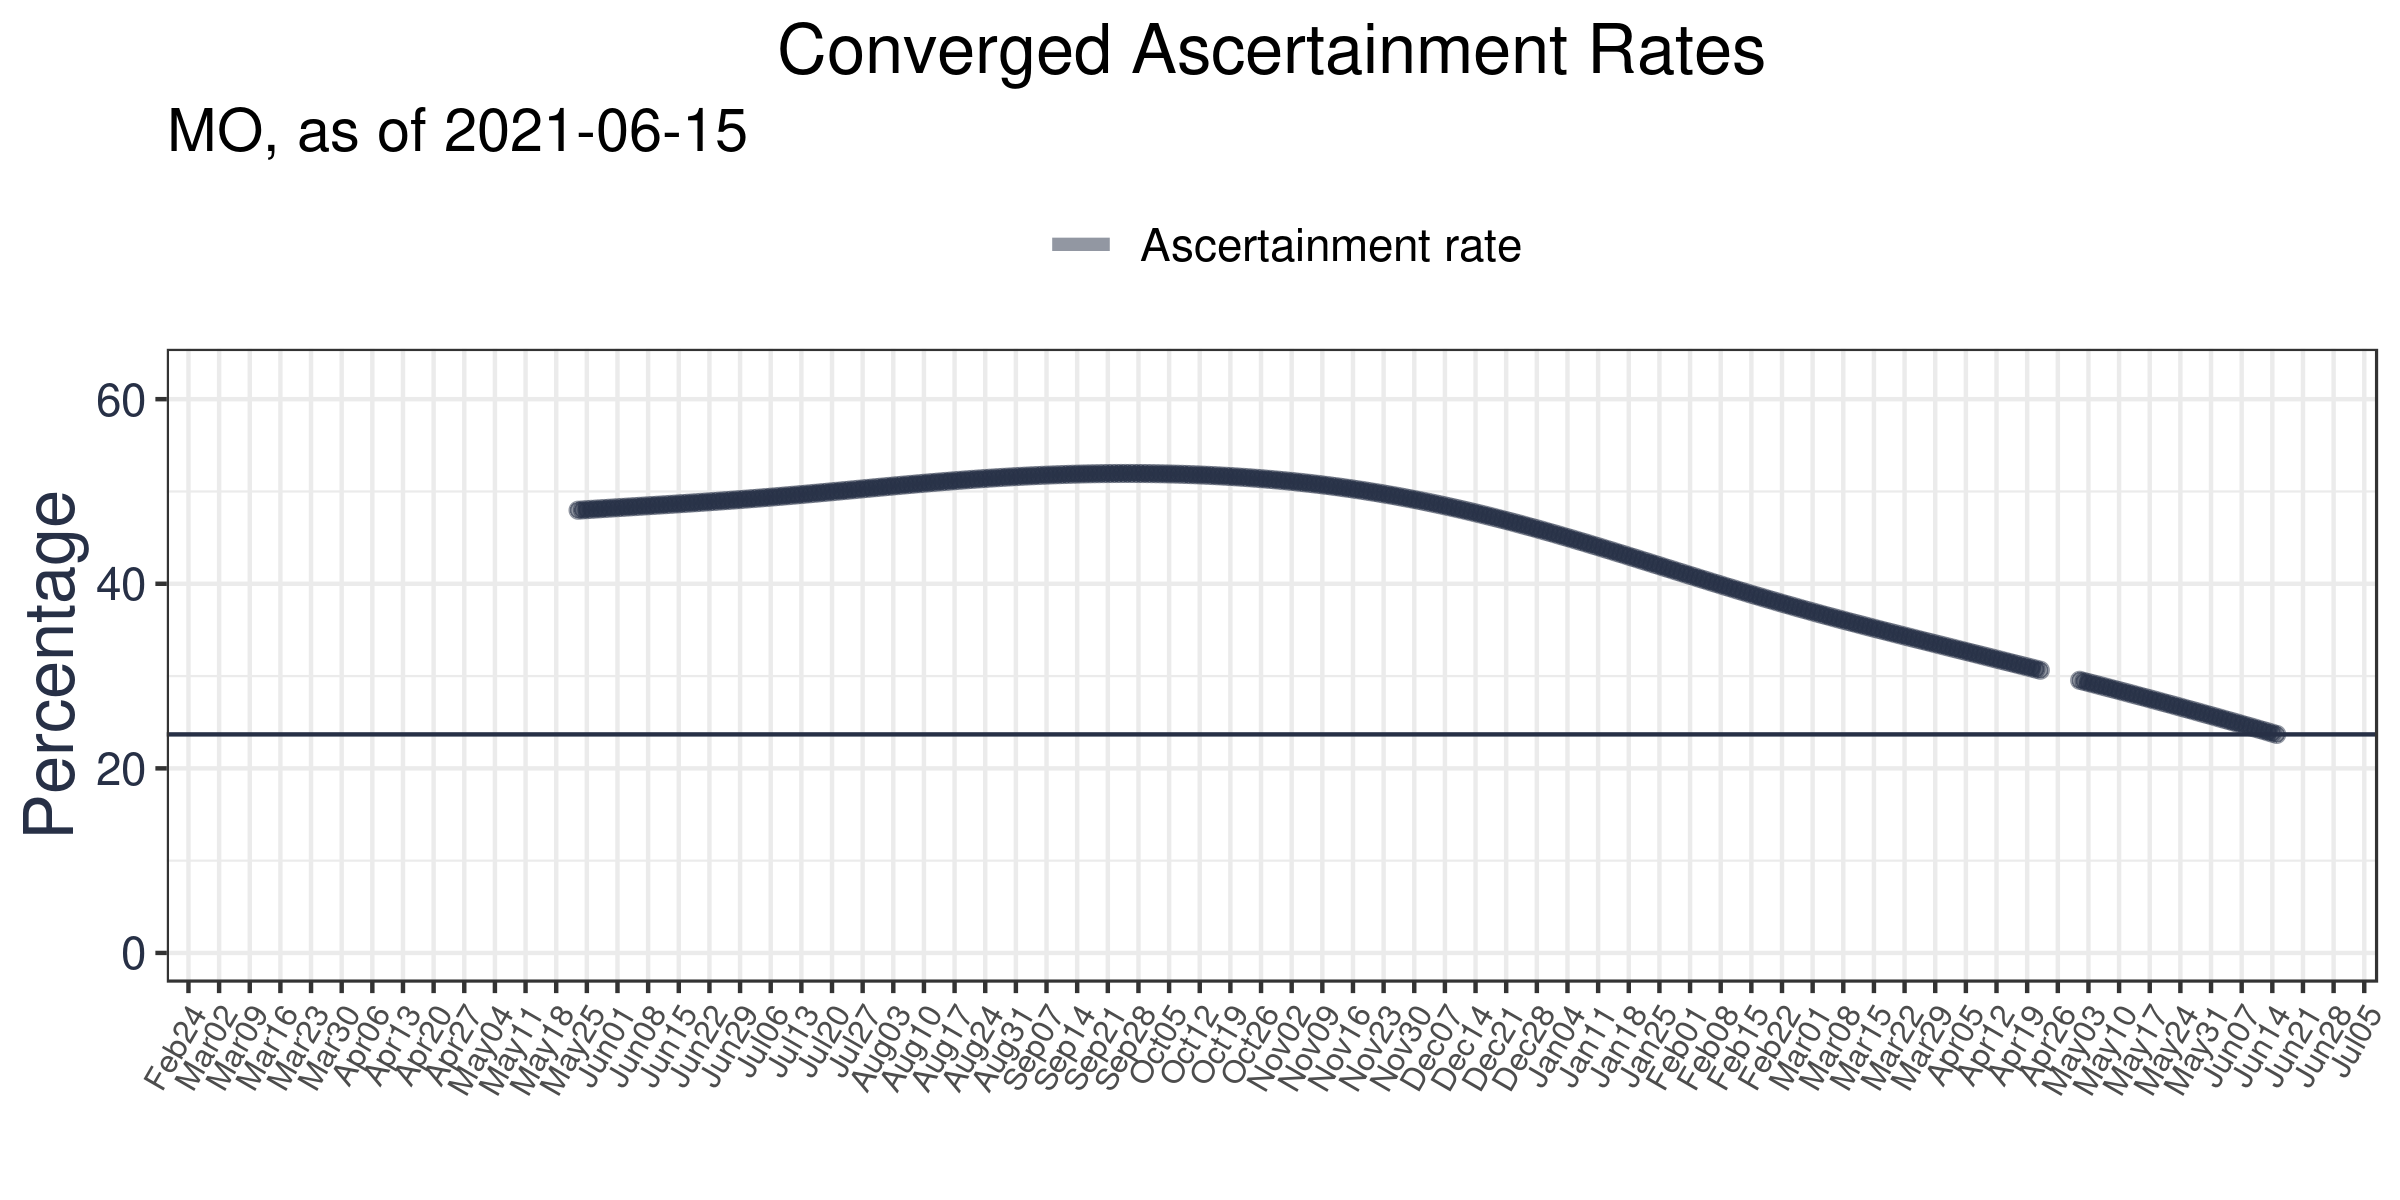 Converged Ascertainment Rates
MO, as of 2021-06-15
Ascertainment rate
Percentage
60
40
20
0
Feb24 Mar02 Mar09 Mar16 Mar23 Mar30 Apr06 Apr13 Apr20 Apr27 May04 May11 May18 May25 Jun01 Jun08 Jun15 Jun22 Jun29 Jul06 Jul13 Jul20 Jul27 Aug03 Aug10 Aug17 Aug24 Aug31 Sep07 Sep14 Sep21 Sep28 Oct05 Oct12 Oct19 Oct26 Nov02 Nov09 Nov16 Nov23 Nov30 Dec07 Dec14 Dec21 Dec28 Jan04 Jan11 Jan18 Jan25 Feb01 Feb08 Feb15 Feb22 Mar01 Mar08 Mar15 Mar22 Mar29 Apr05 Apr12 Apr19 Apr26 May03 May10 May17 May24 May31 Jun07 Jun14 Jun21 Jun28 Jul05